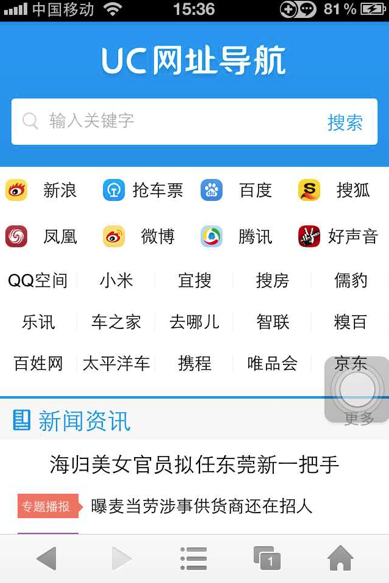 中国移动 15:36 81%
UC网址导航
输入关键字 搜索
新浪 抢车票 百度 搜狐
凤凰 微博 腾讯 好声音
QQ空间 小米 宜搜 搜房 儒豹
乐讯 车之家 去哪儿 智联 糗百
百姓网 太平洋车 携程 唯品会 京东
新闻资讯 更多
海归美女官员拟任东莞新一把手
专题播报 曝麦当劳涉事供货商还在招人
1